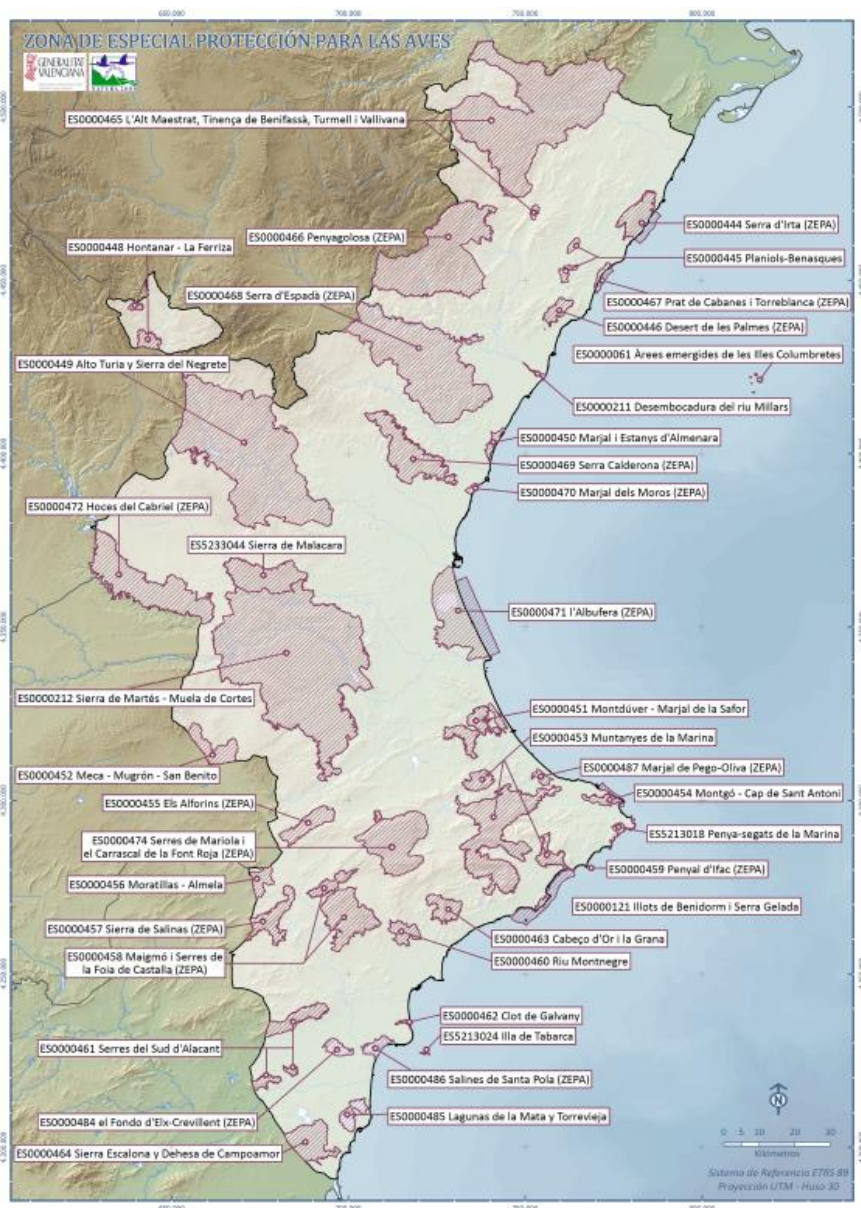 ZONA DE ESPECIAL PROTECCIÓN PARA LAS AVES
GENERALITAT
VALENCIANA
ES0000465 L'Alt Maestrat, Tinença de Benifassà, Turmell i Vallivana
ES0000444 Serra d'Irta (ZEPA)
ES0000466 Penyagolosa (ZEPA)
ES0000448 Hontanar - La Ferriza
ES0000445 Planiols-Benasques
ES0000468 Serra d'Espadà (ZEPA)
ES0000467 Prat de Cabanes i Torreblanca (ZEPA)
ES0000446 Desert de les Palmes (ZEPA)
ES0000061 Àrees emergides de les Illes Columbretes
ES0000449 Alto Turia y Sierra del Negrete
ES0000211 Desembocadura del riu Millars
ES0000450 Marjal i Estanys d'Almenara
ES0000469 Serra Calderona (ZEPA)
ES0000470 Marjal dels Moros (ZEPA)
ES0000472 Hoces del Cabriel (ZEPA)
ES5233044 Sierra de Malacara
ES0000471 l'Albufera (ZEPA)
ES0000212 Sierra de Martés - Muela de Cortes
ES0000451 Montdúver - Marjal de la Safor
ES0000453 Muntanyes de la Marina
ES0000452 Meca - Mugrón - San Benito
ES0000487 Marjal de Pego-Oliva (ZEPA)
ES0000454 Montgó - Cap de Sant Antoni
ES0000455 Els Alforins (ZEPA)
ES5213018 Penya-segats de la Marina
ES0000474 Serres de Mariola i
el Carrascal de la Font Roja (ZEPA)
ES0000459 Penyal d'Ifac (ZEPA)
ES0000456 Moratillas - Almela
ES0000121 Illots de Benidorm i Serra Gelada
ES0000457 Sierra de Salinas (ZEPA)
ES0000463 Cabeço d'Or i la Grana
ES0000458 Maigmó i Serres de
la Foia de Castalla (ZEPA)
ES0000460 Riu Montnegre
ES0000462 Clot de Galvany
ES5213024 Illa de Tabarca
ES0000461 Serres del Sud d'Alacant
ES0000486 Salines de Santa Pola (ZEPA)
ES0000484 el Fondo d'Elx-Crevillent (ZEPA)
ES0000485 Lagunas de la Mata y Torrevieja
ES0000464 Sierra Escalona y Dehesa de Campoamor
N
0 5 10 20 30
Kilometros
Sistema de Referencia ETRS 89
Proyección UTM - Huso 30